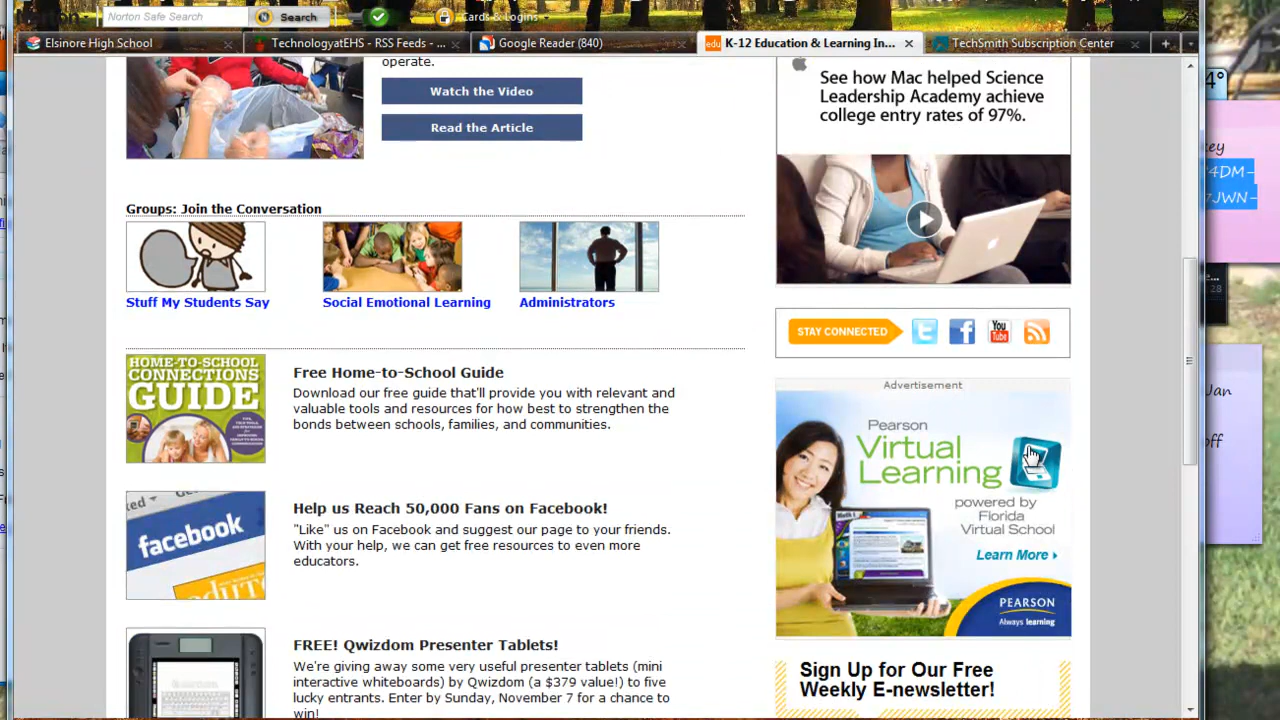 Norton Safe Search
Search
Cards & Logins
Elsinore High School
TechnologyatEHS - RSS Feeds - ...
Google Reader (840)
edu
K-12 Education & Learning In...
TechSmith Subscription Center
operate.
Watch the Video
Read the Article
See how Mac helped Science
Leadership Academy achieve
college entry rates of 97%.
4°
tey
4DM-
7JWN-
28
Jan
off
Groups: Join the Conversation
Stuff My Students Say
Social Emotional Learning
Administrators
STAY CONNECTED
You
Tube
HOME-TO-SCHOOL
CONNECTIONS
GUIDE
Free Home-to-School Guide
Download our free guide that'll provide you with relevant and
valuable tools and resources for how best to strengthen the
bonds between schools, families, and communities.
Advertisement
Pearson
Virtual
Learning
powered by
Florida
Virtual School
Learn More
PEARSON
Always learning
facebook
eduto
Help us Reach 50,000 Fans on Facebook!
"Like" us on Facebook and suggest our page to your friends.
With your help, we can get free resources to even more
educators.
FREE! Qwizdom Presenter Tablets!
We're giving away some very useful presenter tablets (mini
interactive whiteboards) by Qwizdom (a $379 value!) to five
lucky entrants. Enter by Sunday, November 7 for a chance to
win!
Sign Up for Our Free
Weekly E-newsletter!